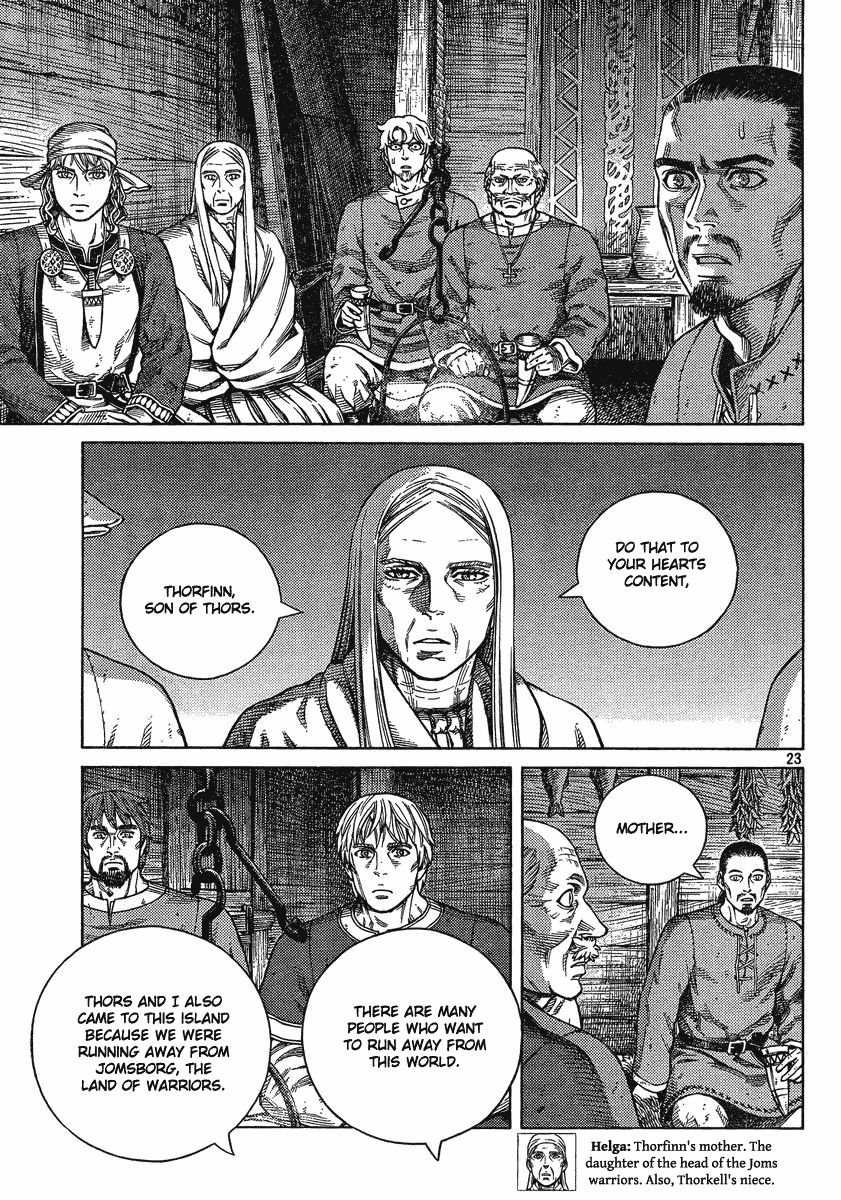 DO THAT TO
YOUR HEARTS
CONTENT,
THORFINN,
SON OF THORS.
23
MOTHER...
THERE ARE MANY
PEOPLE WHO WANT
TO RUN AWAY FROM
THIS WORLD.
THORS AND I ALSO
CAME TO THIS ISLAND
BECAUSE WE WERE
RUNNING AWAY FROM
JOMSBORG, THE
LAND OF WARRIORS.
Helga: Thorfinn's mother. The
daughter of the head of the Joms
warriors. Also, Thorkell's niece.